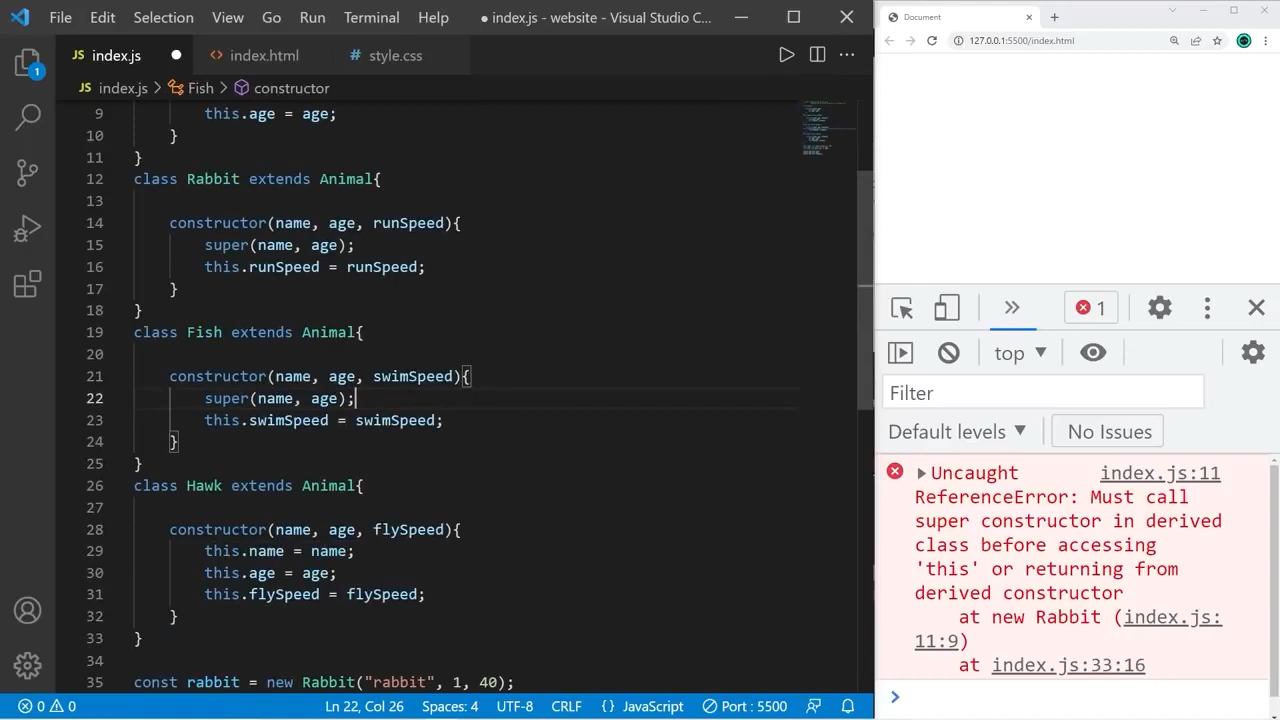 File Edit Selection View Go Run Terminal Help ● index.js - website - Visual Studio C...
JS index.js ● <> index.html # style.css ...
JS index.js > Fish > constructor
1
9 this.age = age;
10 }
11 }
12 class Rabbit extends Animal{
13
14 constructor(name, age, runSpeed){
15 super(name, age);
16 this.runSpeed = runSpeed;
17 }
18 }
19 class Fish extends Animal{
20
21 constructor(name, age, swimSpeed){
22 super(name, age);
23 this.swimSpeed = swimSpeed;
24 }
25 }
26 class Hawk extends Animal{
27
28 constructor(name, age, flySpeed){
29 this.name = name;
30 this.age = age;
31 this.flySpeed = flySpeed;
32 }
33 }
34
35 const rabbit = new Rabbit("rabbit", 1, 40);
0 0 Ln 22, Col 26 Spaces: 4 UTF-8 CRLF {} JavaScript Port : 5500
Document
127.0.0.1:5500/index.html
1
top
Filter
Default levels No Issues
Uncaught index.js:11
ReferenceError: Must call
super constructor in derived
class before accessing
'this' or returning from
derived constructor
at new Rabbit (index.js:
11:9)
at index.js:33:16